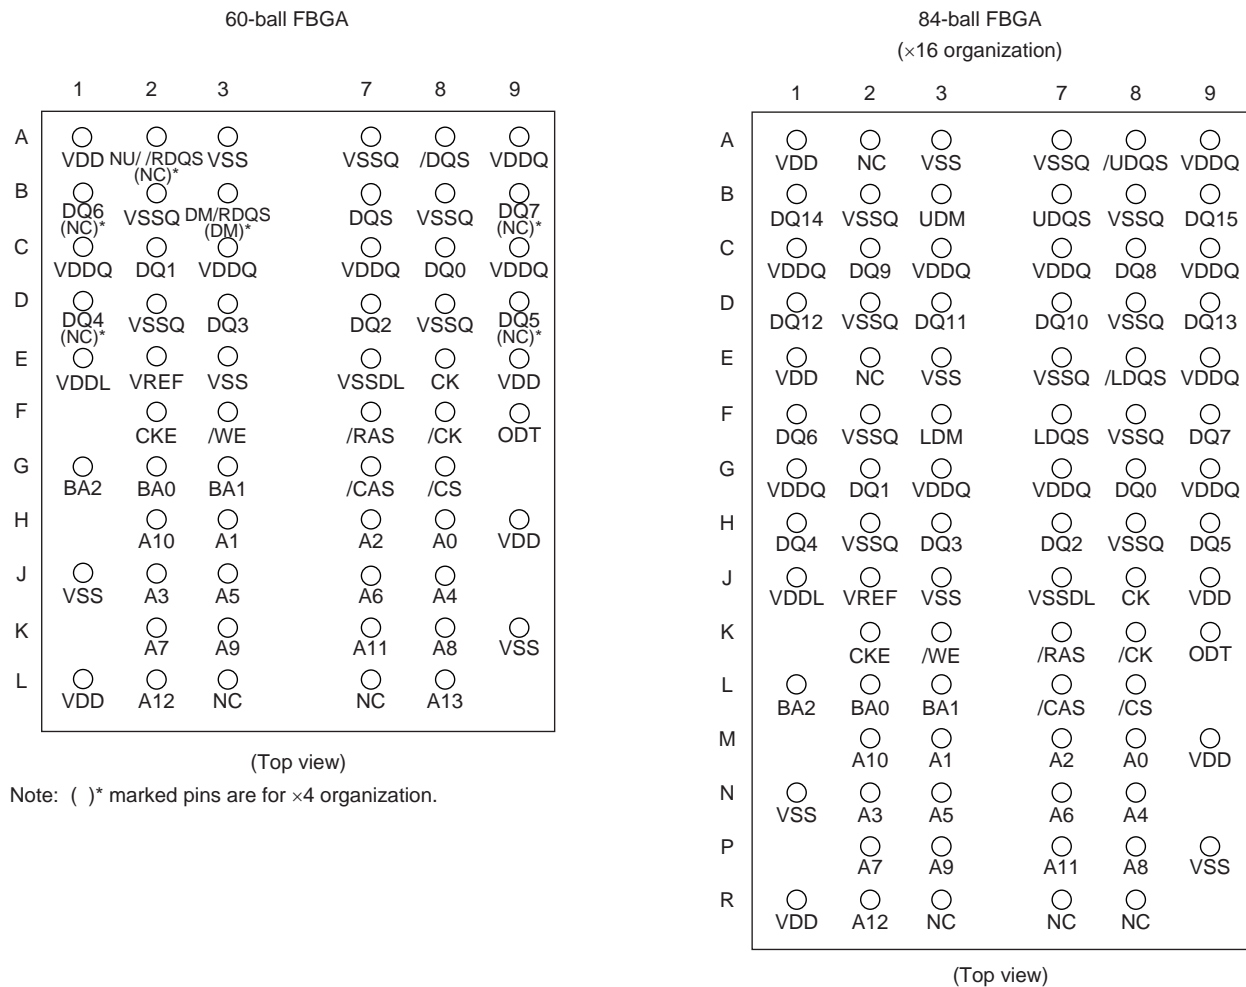 60-ball FBGA
1 2 3 7 8 9
A
VDD NU/ /RDQS (NC)* VSS VSSQ /DQS VDDQ
B
DQ6 (NC)* VSSQ DM/RDQS (DM)* DQS VSSQ DQ7 (NC)*
C
VDDQ DQ1 VDDQ VDDQ DQ0 VDDQ
D
DQ4 (NC)* VSSQ DQ3 DQ2 VSSQ DQ5 (NC)*
E
VDDL VREF VSS VSSDL CK VDD
F
CKE /WE /RAS /CK ODT
G
BA2 BA0 BA1 /CAS /CS
H
A10 A1 A2 A0 VDD
J
VSS A3 A5 A6 A4
K
A7 A9 A11 A8 VSS
L
VDD A12 NC NC A13
(Top view)
Note: ( )* marked pins are for ×4 organization.
84-ball FBGA
(×16 organization)
1 2 3 7 8 9
A
VDD NC VSS VSSQ /UDQS VDDQ
B
DQ14 VSSQ UDM UDQS VSSQ DQ15
C
VDDQ DQ9 VDDQ VDDQ DQ8 VDDQ
D
DQ12 VSSQ DQ11 DQ10 VSSQ DQ13
E
VDD NC VSS VSSQ /LDQS VDDQ
F
DQ6 VSSQ LDM LDQS VSSQ DQ7
G
VDDQ DQ1 VDDQ VDDQ DQ0 VDDQ
H
DQ4 VSSQ DQ3 DQ2 VSSQ DQ5
J
VDDL VREF VSS VSSDL CK VDD
K
CKE /WE /RAS /CK ODT
L
BA2 BA0 BA1 /CAS /CS
M
A10 A1 A2 A0 VDD
N
VSS A3 A5 A6 A4
P
A7 A9 A11 A8 VSS
R
VDD A12 NC NC NC
(Top view)